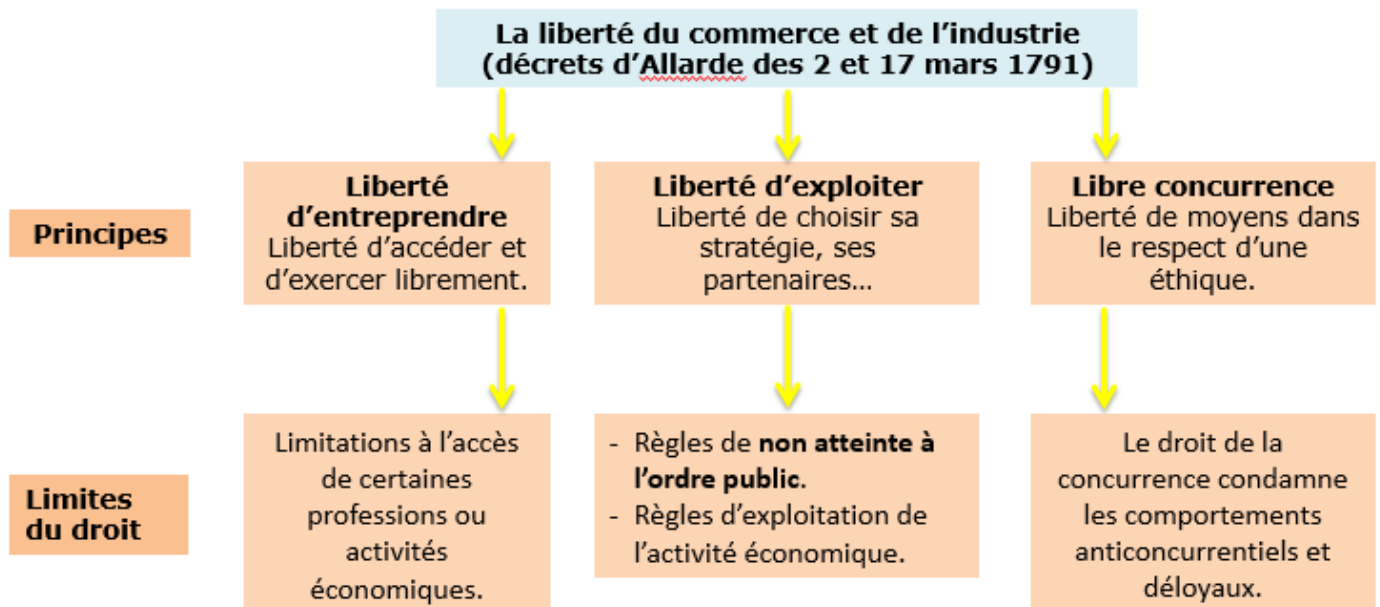 La liberté du commerce et de l’industrie
(décrets d’Allarde des 2 et 17 mars 1791)
Principes
Liberté
d’entreprendre
Liberté d’accéder et
d’exercer librement.
Liberté d’exploiter
Liberté de choisir sa
stratégie, ses
partenaires…
Libre concurrence
Liberté de moyens dans
le respect d’une
éthique.
Limites
du droit
Limitations à l’accès
de certaines
professions ou
activités
économiques.
- Règles de non atteinte à
l’ordre public.
- Règles d’exploitation de
l’activité économique.
Le droit de la
concurrence condamne
les comportements
anticoncurrentiels et
déloyaux.